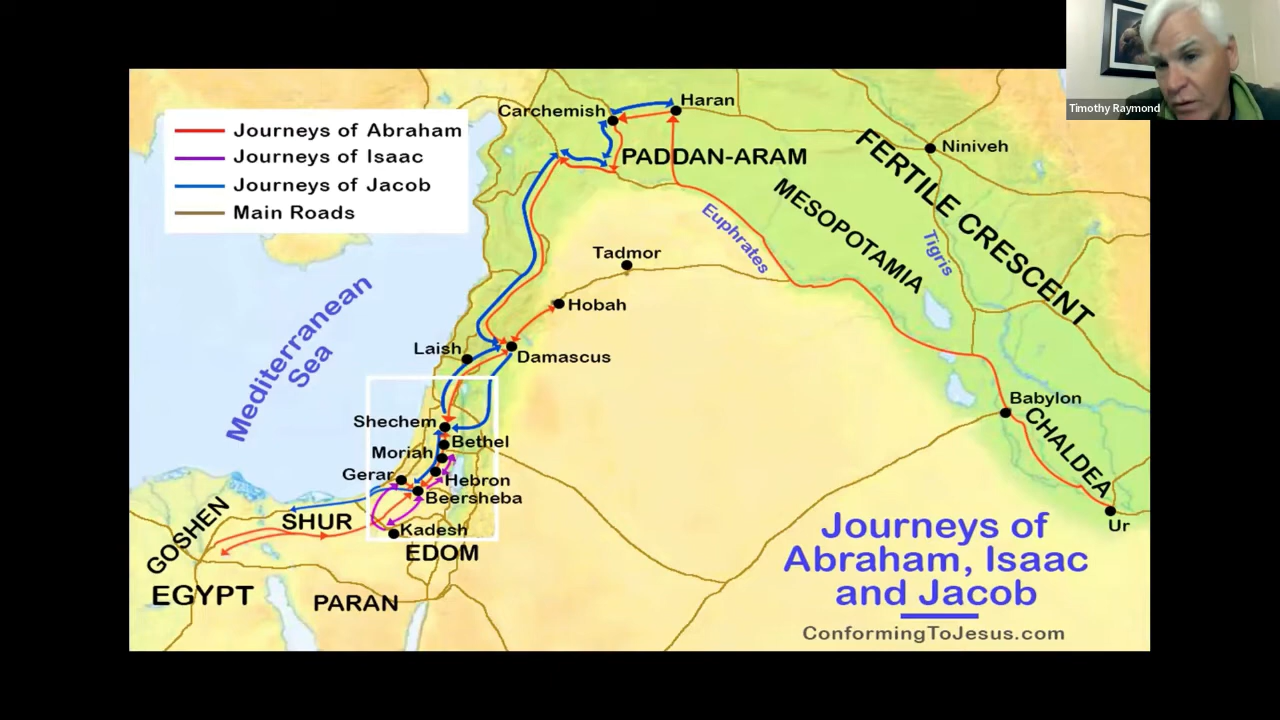 Timothy Raymond
Journeys of Abraham
Journeys of Isaac
Journeys of Jacob
Main Roads
Carchemish
Haran
PADDAN-ARAM
Niniveh
FERTILE CRESCENT
MESOPOTAMIA
Euphrates
Tigris
Tadmor
Hobah
Mediterranean
Sea
Laish
Damascus
Shechem
Bethel
Moriah
Gerar
Hebron
Beersheba
Kadesh
Babylon
CHALDEA
Ur
GOSHEN
SHUR
EDOM
EGYPT
PARAN
Journeys of
Abraham, Isaac
and Jacob
ConformingToJesus.com